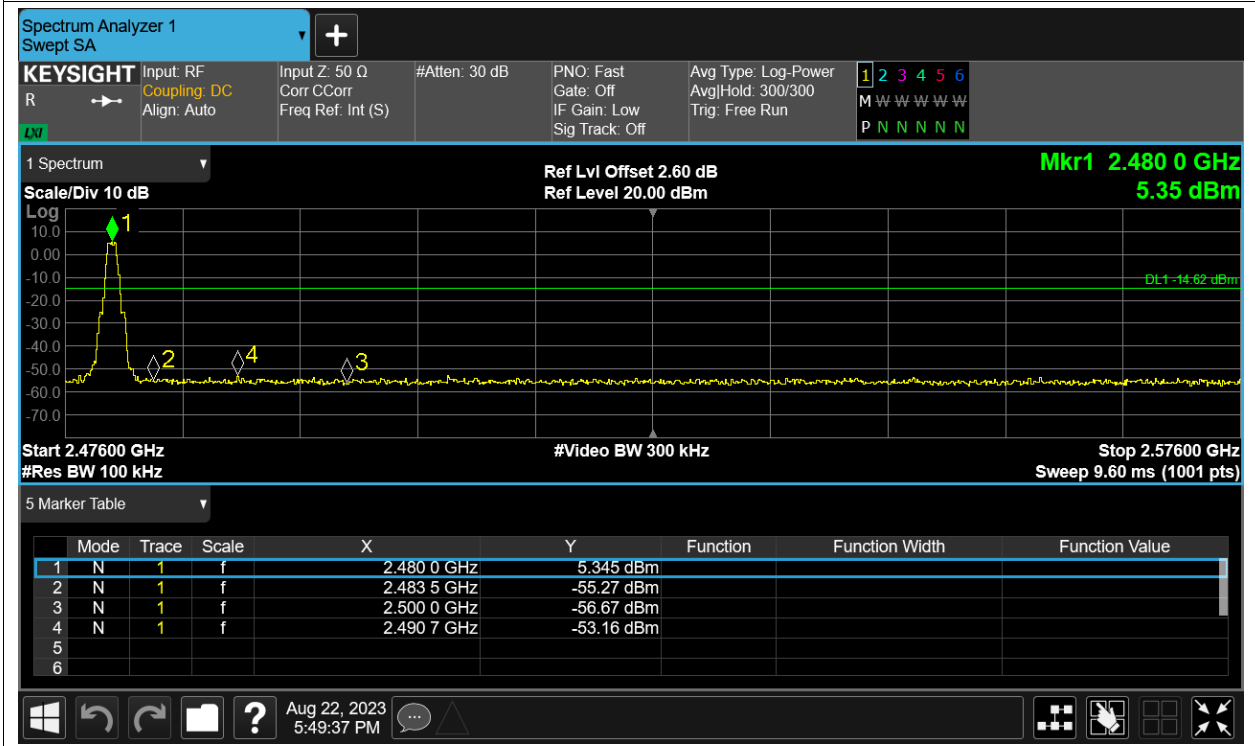 Spectrum Analyzer 1
Swept SA
+
KEYSIGHT
R
LXI
Input: RF
Coupling: DC
Align: Auto
Input Z: 50 Ω
Corr CCorr
Freq Ref: Int (S)
#Atten: 30 dB
PNO: Fast
Gate: Off
IF Gain: Low
Sig Track: Off
Avg Type: Log-Power
Avg|Hold: 300/300
Trig: Free Run
1 2 3 4 5 6
M W W W W W
P N N N N N
1 Spectrum
Scale/Div 10 dB
Ref Lvl Offset 2.60 dB
Ref Level 20.00 dBm
Mkr1 2.480 0 GHz
5.35 dBm
Log
10.0
0.00
-10.0
-20.0
-30.0
-40.0
-50.0
-60.0
-70.0
1
2
4
3
DL1 -14.62 dBm
Start 2.47600 GHz
#Res BW 100 kHz
#Video BW 300 kHz
Stop 2.57600 GHz
Sweep 9.60 ms (1001 pts)
5 Marker Table
Mode Trace Scale X Y Function Function Width Function Value
1 N 1 f 2.480 0 GHz 5.345 dBm
2 N 1 f 2.483 5 GHz -55.27 dBm
3 N 1 f 2.500 0 GHz -56.67 dBm
4 N 1 f 2.490 7 GHz -53.16 dBm
5
6
?
Aug 22, 2023
5:49:37 PM